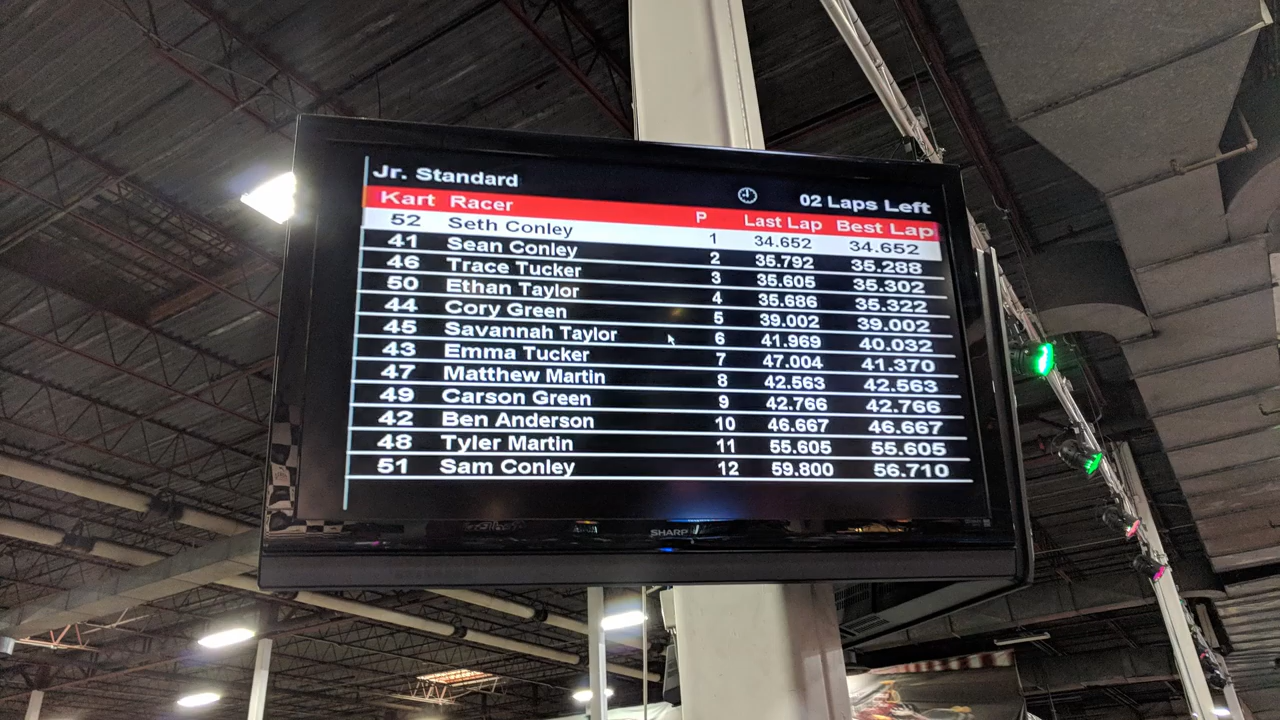 Jr. Standard 02 Laps Left
Kart Racer P Last Lap Best Lap
52 Seth Conley 1 34.652 34.652
41 Sean Conley 2 35.792 35.288
46 Trace Tucker 3 35.605 35.302
50 Ethan Taylor 4 35.686 35.322
44 Cory Green 5 39.002 39.002
45 Savannah Taylor 6 41.969 40.032
43 Emma Tucker 7 47.004 41.370
47 Matthew Martin 8 42.563 42.563
49 Carson Green 9 42.766 42.766
42 Ben Anderson 10 46.667 46.667
48 Tyler Martin 11 55.605 55.605
51 Sam Conley 12 59.800 56.710
SHARP